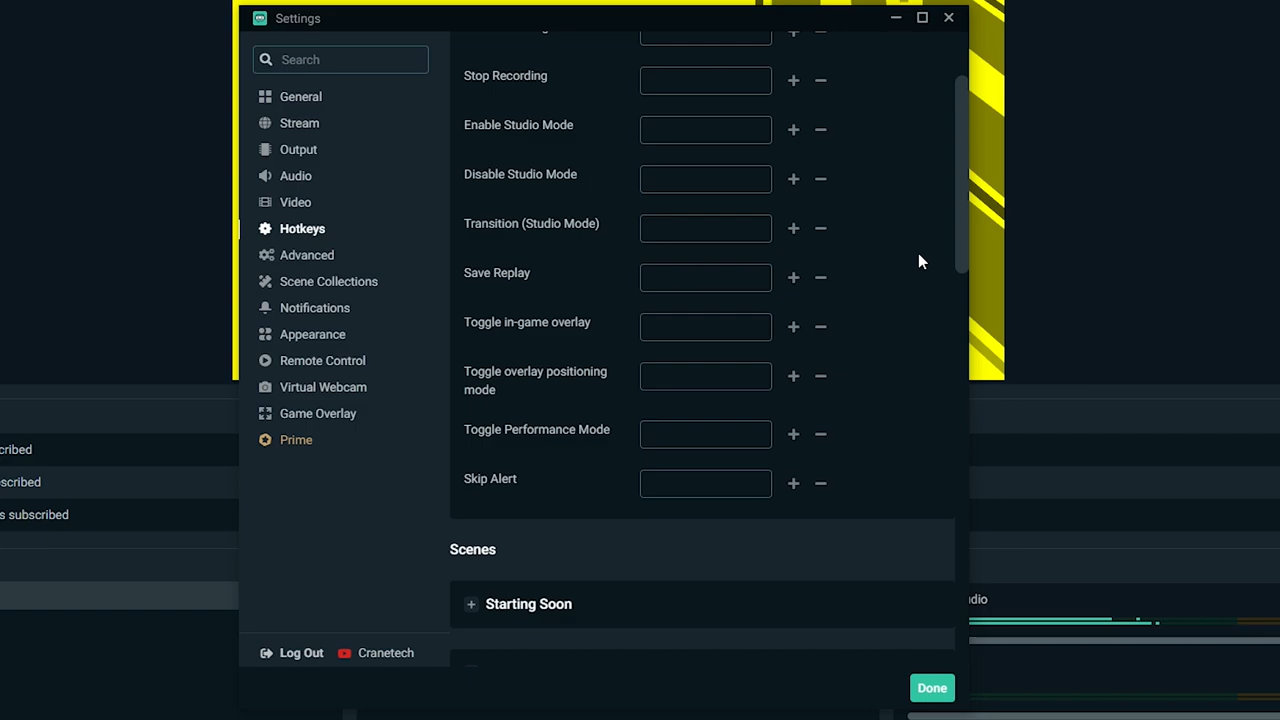 Settings
Search
General
Stream
Output
Audio
Video
Hotkeys
Advanced
Scene Collections
Notifications
Appearance
Remote Control
Virtual Webcam
Game Overlay
Prime
Log Out
Cranetech
Stop Recording
Enable Studio Mode
Disable Studio Mode
Transition (Studio Mode)
Save Replay
Toggle in-game overlay
Toggle overlay positioning
mode
Toggle Performance Mode
Skip Alert
Scenes
Starting Soon
Done
cribed
scribed
s subscribed
dio